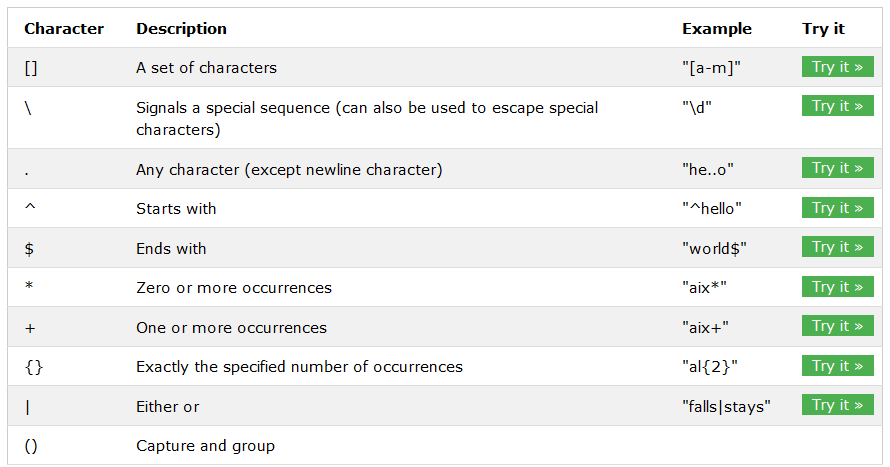 Character Description Example Try it
[] A set of characters "[a-m]" Try it »
\ Signals a special sequence (can also be used to escape special
characters) "\d" Try it »
. Any character (except newline character) "he..o" Try it »
^ Starts with "^hello" Try it »
$ Ends with "world$" Try it »
* Zero or more occurrences "aix*" Try it »
+ One or more occurrences "aix+" Try it »
{} Exactly the specified number of occurrences "al{2}" Try it »
| Either or "falls|stays" Try it »
() Capture and group